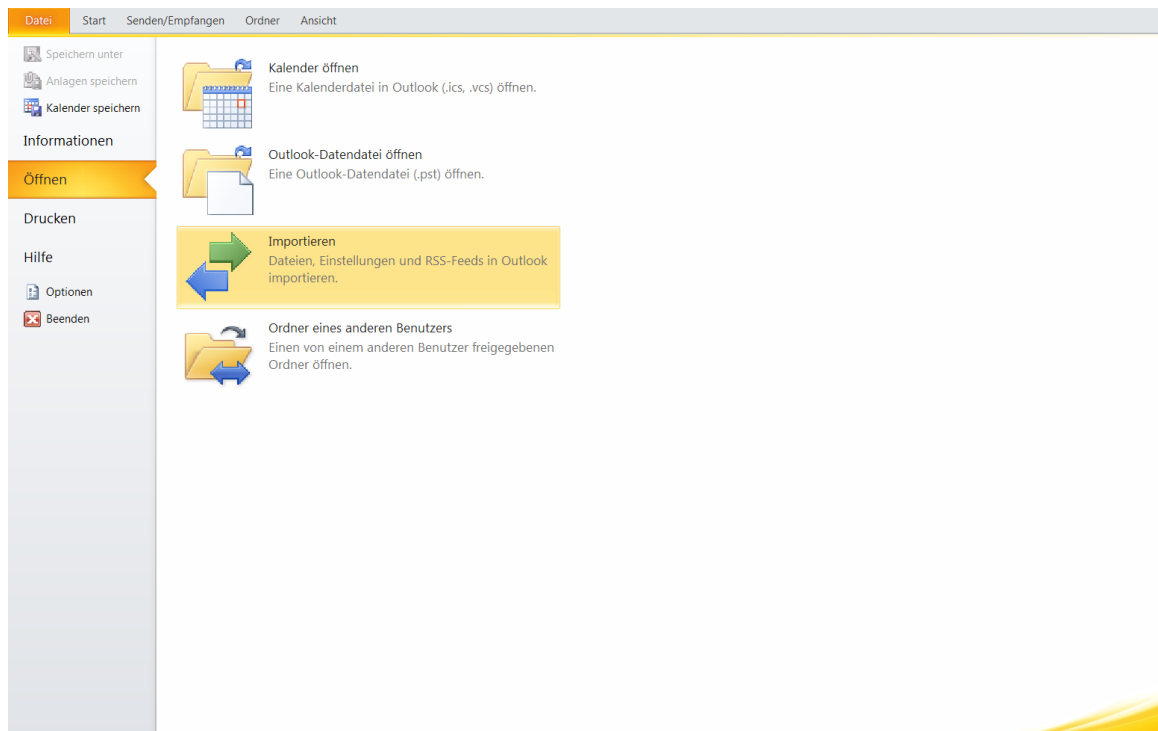 Datei Start Senden/Empfangen Ordner Ansicht
Speichern unter
Anlagen speichern
Kalender speichern
Informationen
Öffnen
Drucken
Hilfe
Optionen
Beenden
Kalender öffnen
Eine Kalenderdatei in Outlook (.ics, .vcs) öffnen.
Outlook-Datendatei öffnen
Eine Outlook-Datendatei (.pst) öffnen.
Importieren
Dateien, Einstellungen und RSS-Feeds in Outlook
importieren.
Ordner eines anderen Benutzers
Einen von einem anderen Benutzer freigegebenen
Ordner öffnen.